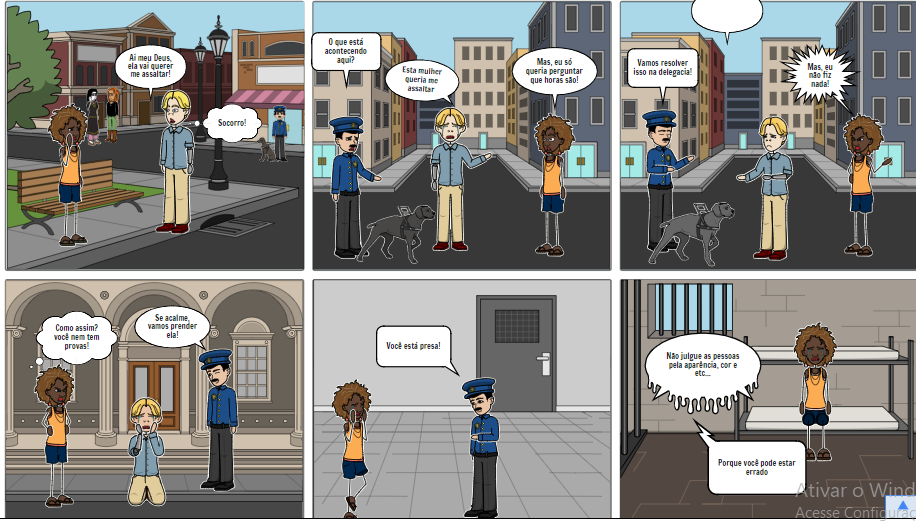 Ai meu Deus,
ela vai querer
me assaltar!
Socorro!
O que está
acontecendo
aqui?
Esta mulher
queria me
assaltar
Mas, eu só
queria perguntar
que horas são!
Vamos resolver
isso na delegacia!
Mas, eu
não fiz
nada!
Como assim?
você nem tem
provas!
Se acalme,
vamos prender
ela!
Você está presa!
Não julgue as pessoas
pela aparência, cor e
etc...
Porque você pode estar
errado
Ativar o Wind
Acesse Configuraç